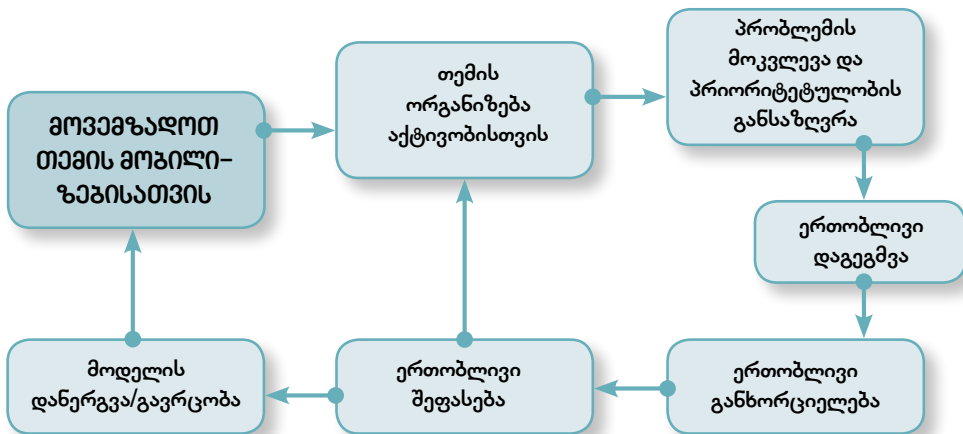 მოვემზადოთ
თემის მობილი–
ზებისათვის
თემის
ორგანიზება
აქტივობისთვის
პრობლემის
მოკვლევა და
პრიორიტეტულობის
განსაზღვრა
ერთობლივი
დაგეგმვა
ერთობლივი
განხორციელება
ერთობლივი
შეფასება
მოდელის
დანერგვა/გავრცობა